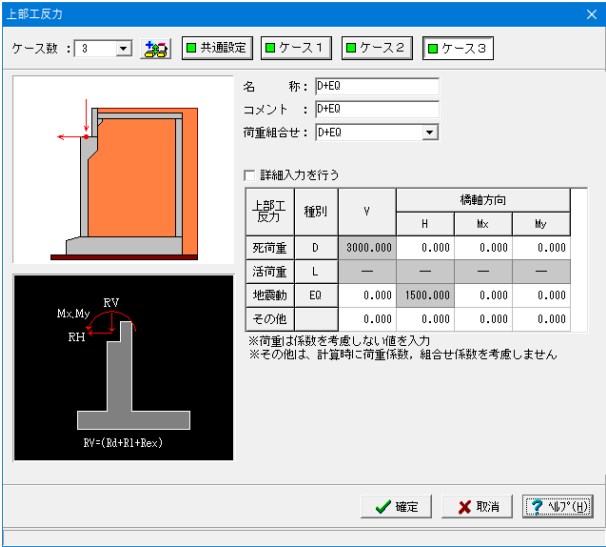 上部工反力
ケース数 : 3 共通設定 ケース1 ケース2 ケース3
名　　称: D+EQ
コメント : D+EQ
荷重組合せ: D+EQ
詳細入力を行う
上部工反力 種別 V 橋軸方向
H Mx My
死荷重 D 3000.000 0.000 0.000 0.000
活荷重 L — — — —
地震動 EQ 0.000 1500.000 0.000 0.000
その他 0.000 0.000 0.000 0.000
※荷重は係数を考慮しない値を入力
※その他は、計算時に荷重係数，組合せ係数を考慮しません
RV
Mx,My
RH
RV=(Rd+Rl+Rex)
確定 取消 ? ﾍﾙﾌﾟ(H)